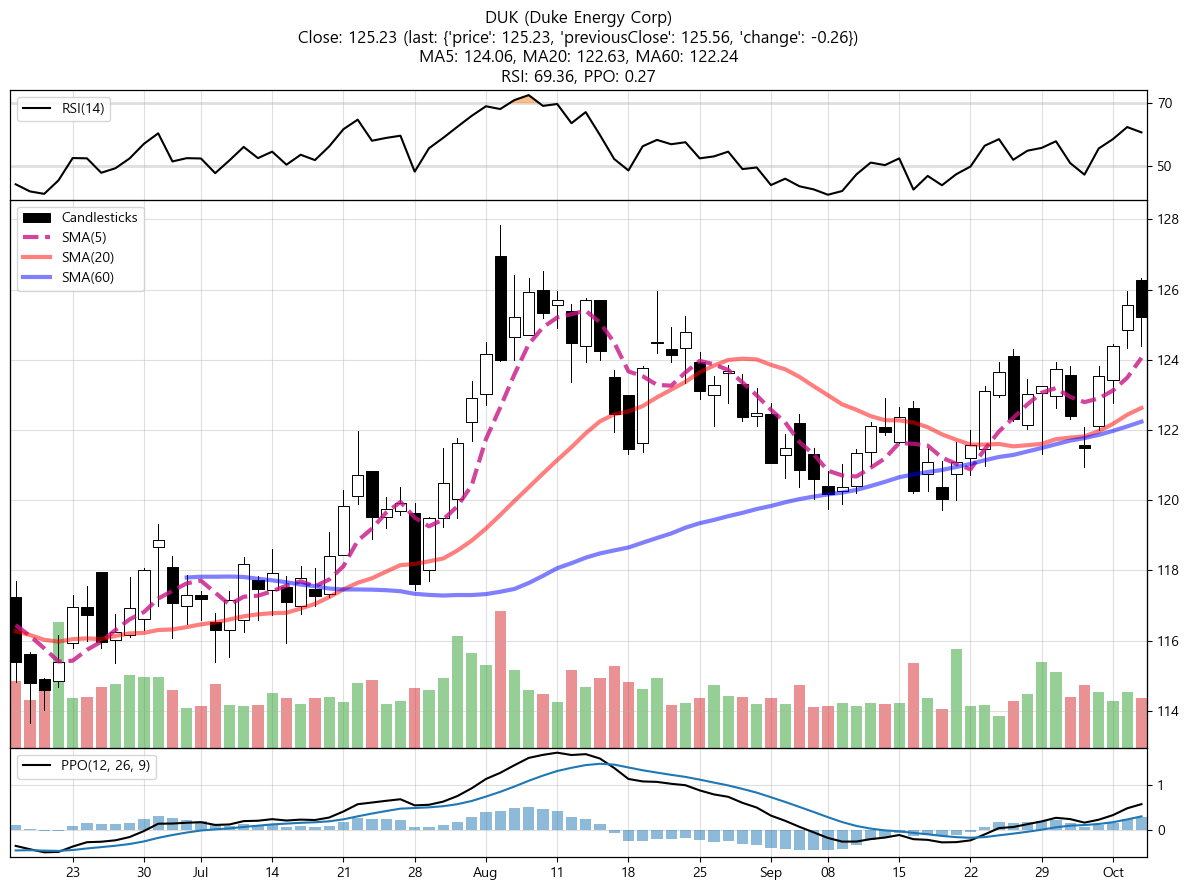 DUK (Duke Energy Corp)
Close: 125.23 (last: {'price': 125.23, 'previousClose': 125.56, 'change': -0.26})
MA5: 124.06, MA20: 122.63, MA60: 122.24
RSI: 69.36, PPO: 0.27
RSI(14)
70
50
Candlesticks
SMA(5)
SMA(20)
SMA(60)
128
126
124
122
120
118
116
114
PPO(12, 26, 9)
1
0
23 30 Jul 14 21 28 Aug 11 18 25 Sep 08 15 22 29 Oct